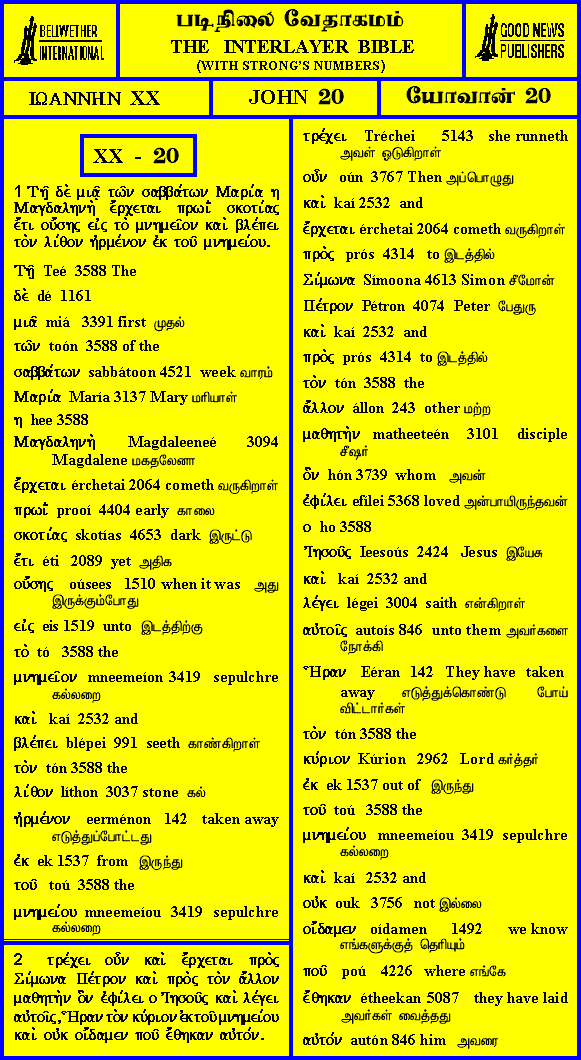 BELLWETHER
INTERNATIONAL
படிநிலை வேதாகமம்
THE INTERLAYER BIBLE
(WITH STRONG'S NUMBERS)
GOOD NEWS
PUBLISHERS
ΙΩΑΝΝΗΝ XX
JOHN 20
யோவான் 20
XX - 20
1 Τῇ δὲ μιᾷ τῶν σαββάτων Μαρία η
Μαγδαληνὴ ἔρχεται πρωῒ σκοτίας
ἔτι οὔσης εἰς τὸ μνημεῖον καὶ βλέπει
τὸν λίθον ἠρμένον ἐκ τοῦ μνημείου.
Τῇ Teé 3588 The
δὲ dé 1161
μιᾷ miá 3391 first முதல்
τῶν toón 3588 of the
σαββάτων sabbátoon 4521 week வாரம்
Μαρία María 3137 Mary மரியாள்
η hee 3588
Μαγδαληνὴ Magdaleeneé 3094
Magdalene மகதலேனா
ἔρχεται érchetai 2064 cometh வருகிறாள்
πρωῒ prooí 4404 early காலை
σκοτίας skotías 4653 dark இருட்டு
ἔτι éti 2089 yet அதிக
οὔσης oúsees 1510 when it was அது
இருக்கும்போது
εἰς eis 1519 unto இடத்திற்கு
τὸ tó 3588 the
μνημεῖον mneemeíon 3419 sepulchre
கல்லறை
καὶ kaí 2532 and
βλέπει blépei 991 seeth காண்கிறாள்
τὸν tón 3588 the
λίθον líthon 3037 stone கல்
ἠρμένον eerménon 142 taken away
எடுத்துப்போட்டது
ἐκ ek 1537 from இருந்து
τοῦ toú 3588 the
μνημείου mneemeíou 3419 sepulchre
கல்லறை
2 τρέχει οὖν καὶ ἔρχεται πρὸς
Σίμωνα Πέτρον καὶ πρὸς τὸν ἄλλον
μαθητὴν ὃν ἐφίλει ο Ἰησοῦς καὶ λέγει
αὐτοῖς, Ἦραν τὸν κύριον ἐκ τοῦ μνημείου
καὶ οὐκ οἴδαμεν ποῦ ἔθηκαν αὐτόν.
τρέχει Tréchei 5143 she runneth
அவள் ஓடுகிறாள்
οὖν oún 3767 Then அப்பொழுது
καὶ kaí 2532 and
ἔρχεται érchetai 2064 cometh வருகிறாள்
πρὸς prós 4314 to இடத்தில்
Σίμωνα Símoona 4613 Simon சீமோன்
Πέτρον Pétron 4074 Peter பேதுரு
καὶ kaí 2532 and
πρὸς prós 4314 to இடத்தில்
τὸν tón 3588 the
ἄλλον állon 243 other மற்ற
μαθητὴν matheeteén 3101 disciple
சீஷர்
ὃν hón 3739 whom அவன்
ἐφίλει efílei 5368 loved அன்பாயிருந்தவன்
ο ho 3588
Ἰησοῦς Ieesoús 2424 Jesus இயேசு
καὶ kaí 2532 and
λέγει légei 3004 saith என்கிறாள்
αὐτοῖς autoís 846 unto them அவர்களை
நோக்கி
Ἦραν Eéran 142 They have taken
away எடுத்துக்கொண்டு போய்
விட்டார்கள்
τὸν tón 3588 the
κύριον Kúrion 2962 Lord கர்த்தர்
ἐκ ek 1537 out of இருந்து
τοῦ toú 3588 the
μνημείου mneemeíou 3419 sepulchre
கல்லறை
καὶ kaí 2532 and
οὐκ ouk 3756 not இல்லை
οἴδαμεν oídamen 1492 we know
எங்களுக்குத் தெரியும்
ποῦ poú 4226 where எங்கே
ἔθηκαν étheekan 5087 they have laid
அவர்கள் வைத்தது
αὐτόν autón 846 him அவரை